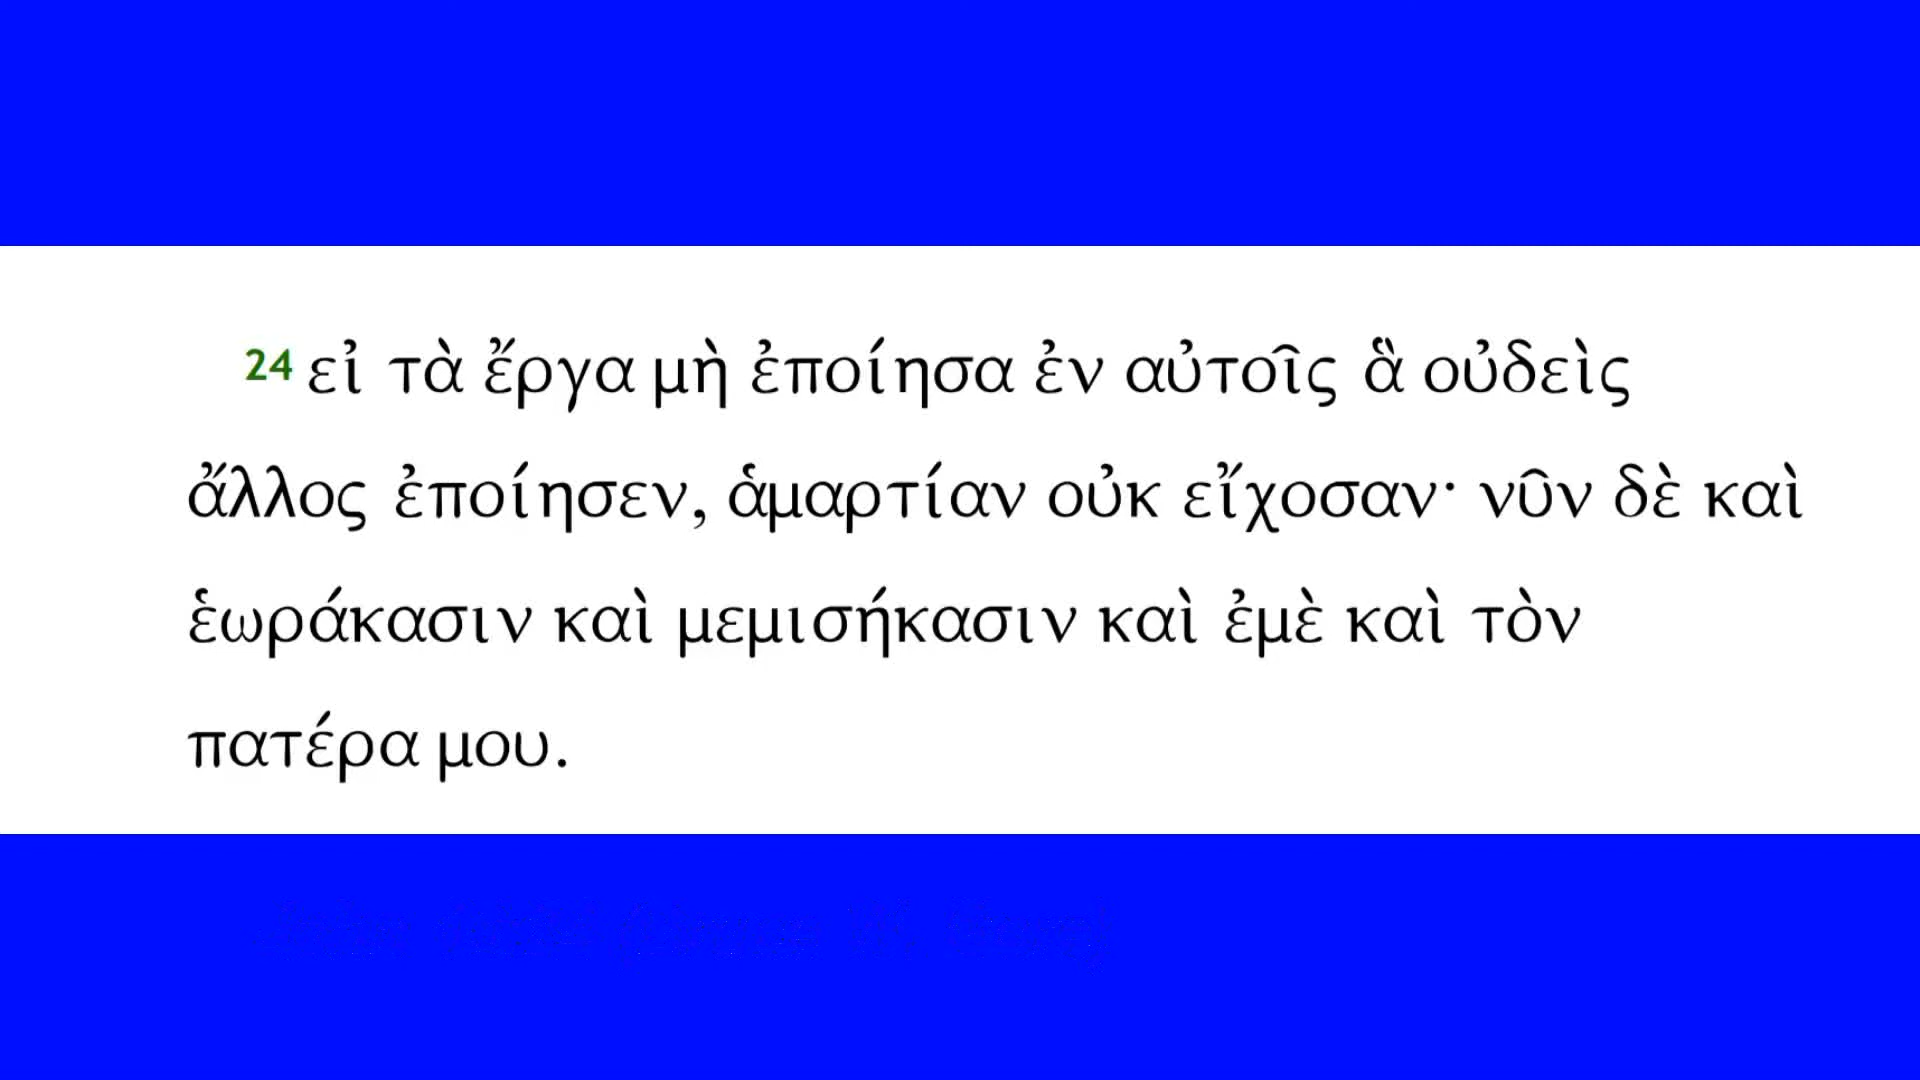 24 εἰ τὰ ἔργα μὴ ἐποίησα ἐν αὐτοῖς ἃ οὐδεὶς
ἄλλος ἐποίησεν, ἁμαρτίαν οὐκ εἴχοσαν· νῦν δὲ καὶ
ἑωράκασιν καὶ μεμισήκασιν καὶ ἐμὲ καὶ τὸν
πατέρα μου.